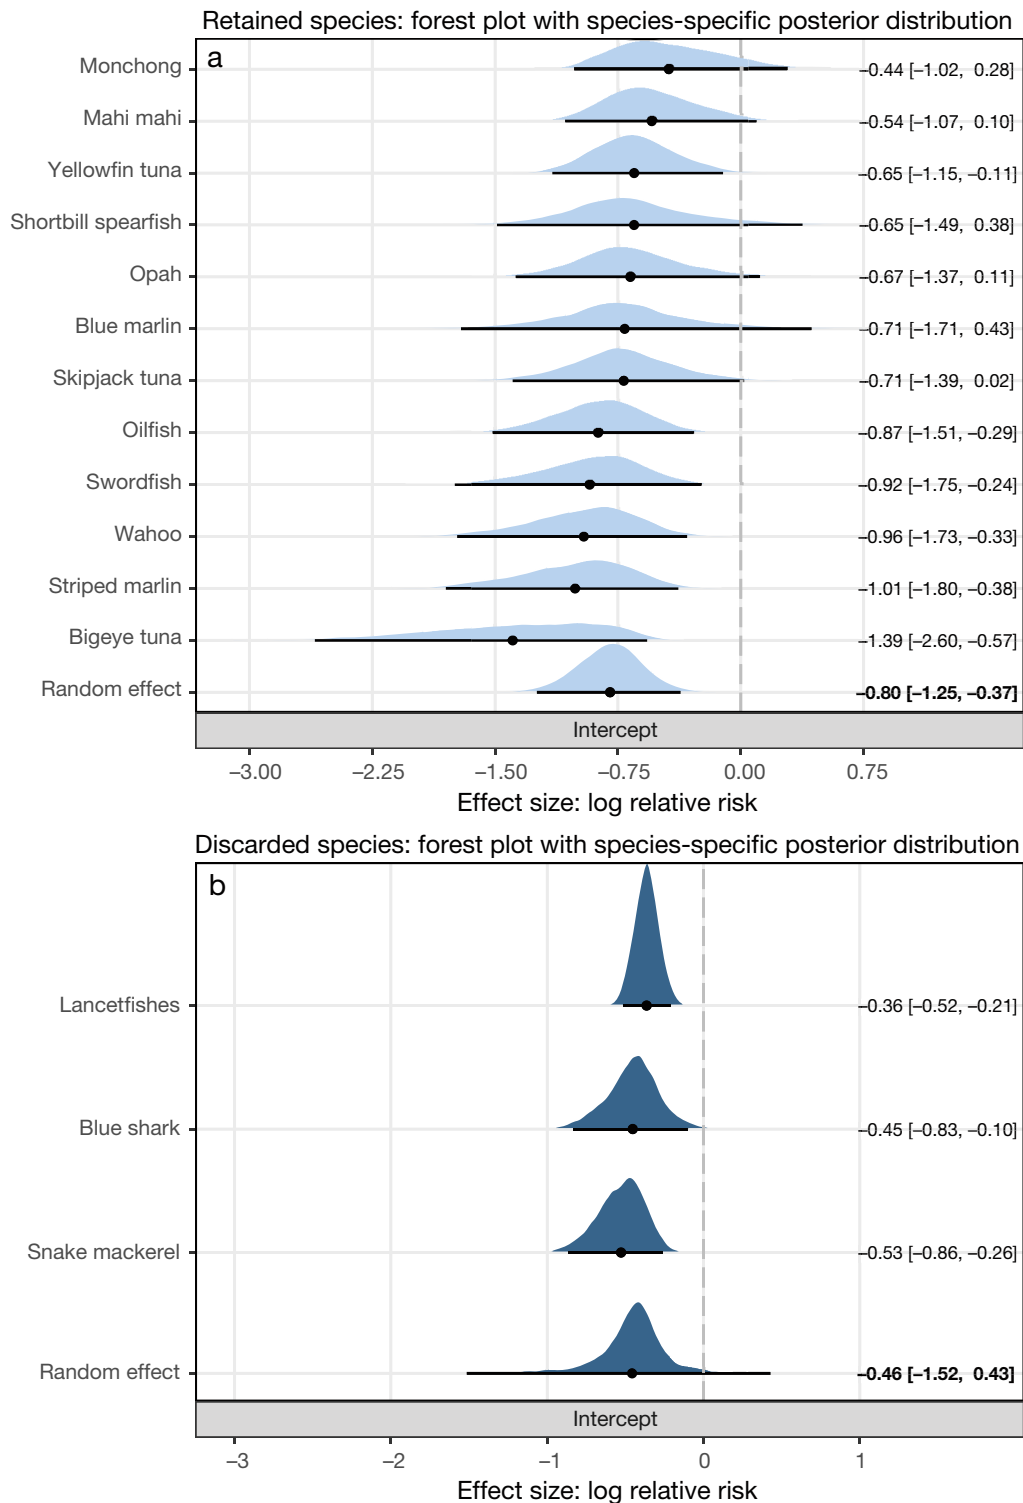 Retained species: forest plot with species-specific posterior distribution
a
Monchong −0.44 [−1.02, 0.28]
Mahi mahi −0.54 [−1.07, 0.10]
Yellowfin tuna −0.65 [−1.15, −0.11]
Shortbill spearfish −0.65 [−1.49, 0.38]
Opah −0.67 [−1.37, 0.11]
Blue marlin −0.71 [−1.71, 0.43]
Skipjack tuna −0.71 [−1.39, 0.02]
Oilfish −0.87 [−1.51, −0.29]
Swordfish −0.92 [−1.75, −0.24]
Wahoo −0.96 [−1.73, −0.33]
Striped marlin −1.01 [−1.80, −0.38]
Bigeye tuna −1.39 [−2.60, −0.57]
Random effect −0.80 [−1.25, −0.37]
Intercept
−3.00 −2.25 −1.50 −0.75 0.00 0.75
Effect size: log relative risk
Discarded species: forest plot with species-specific posterior distribution
b
Lancetfishes −0.36 [−0.52, −0.21]
Blue shark −0.45 [−0.83, −0.10]
Snake mackerel −0.53 [−0.86, −0.26]
Random effect −0.46 [−1.52, 0.43]
Intercept
−3 −2 −1 0 1
Effect size: log relative risk